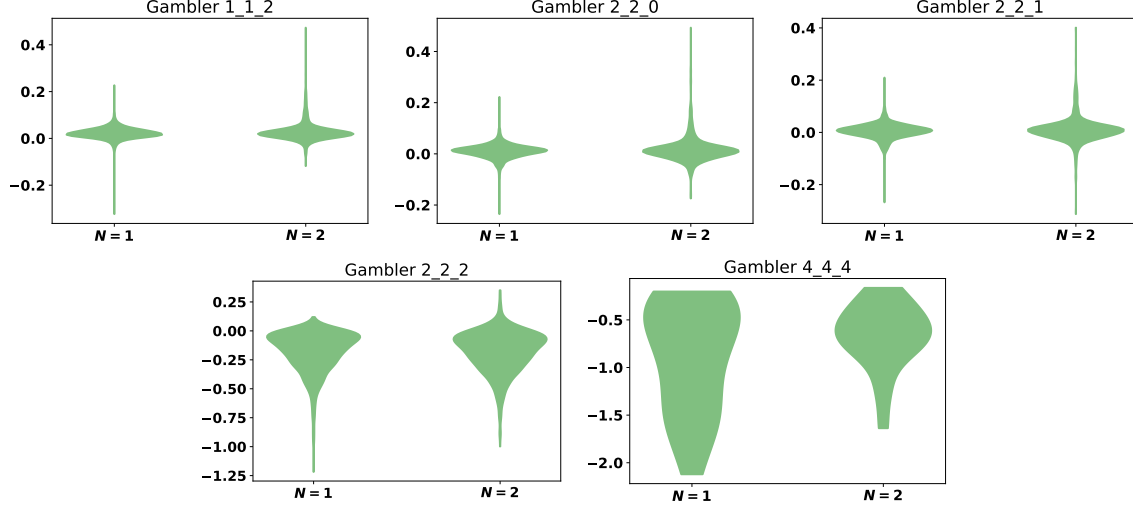 Gambler 1_1_2
0.4
0.2
0.0
−0.2
N = 1
N = 2
Gambler 2_2_0
0.4
0.2
0.0
−0.2
N = 1
N = 2
Gambler 2_2_1
0.4
0.2
0.0
−0.2
N = 1
N = 2
Gambler 2_2_2
0.25
0.00
−0.25
−0.50
−0.75
−1.00
−1.25
N = 1
N = 2
Gambler 4_4_4
−0.5
−1.0
−1.5
−2.0
N = 1
N = 2